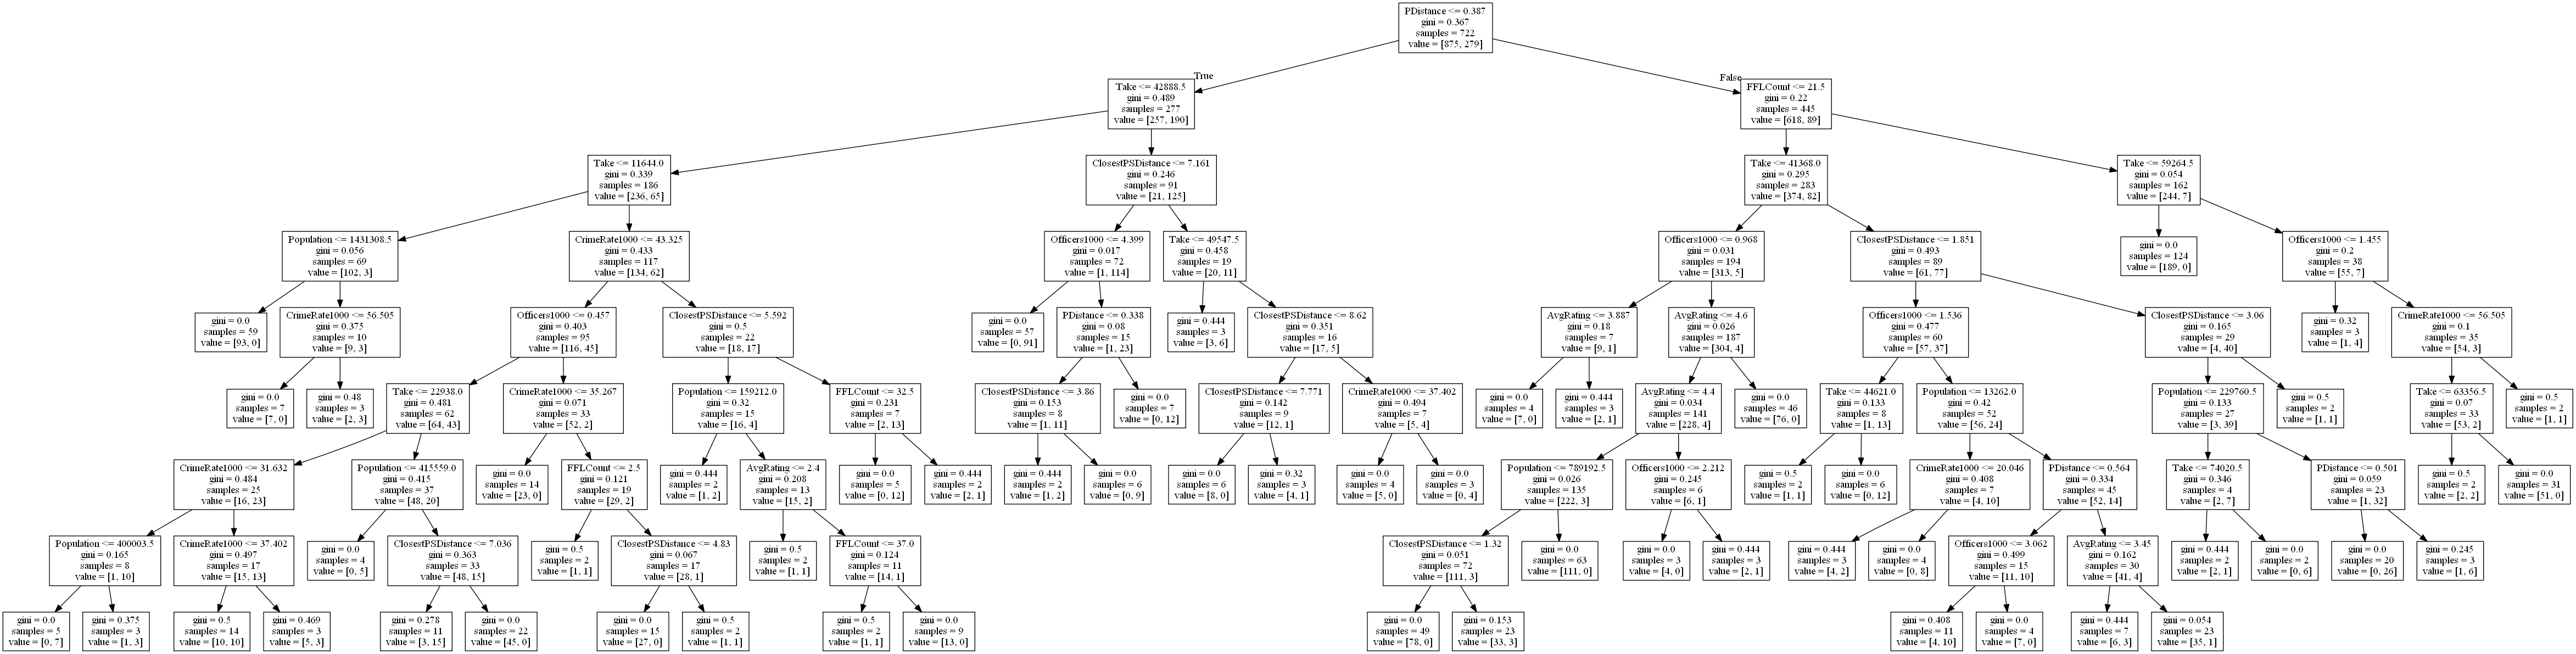 PDistance <= 0.387
gini = 0.367
samples = 722
value = [875, 279]
True
False
Take <= 42888.5
gini = 0.489
samples = 277
value = [257, 190]
FFLCount <= 21.5
gini = 0.22
samples = 445
value = [618, 89]
Take <= 11644.0
gini = 0.339
samples = 186
value = [236, 65]
ClosestPSDistance <= 7.161
gini = 0.246
samples = 91
value = [21, 125]
Take <= 41368.0
gini = 0.295
samples = 283
value = [374, 82]
Take <= 59264.5
gini = 0.054
samples = 162
value = [244, 7]
Population <= 1431308.5
gini = 0.056
samples = 69
value = [102, 3]
CrimeRate1000 <= 43.325
gini = 0.433
samples = 117
value = [134, 62]
Officers1000 <= 4.399
gini = 0.017
samples = 72
value = [1, 114]
Take <= 49547.5
gini = 0.458
samples = 19
value = [20, 11]
Officers1000 <= 0.968
gini = 0.031
samples = 194
value = [313, 5]
ClosestPSDistance <= 1.851
gini = 0.493
samples = 89
value = [61, 77]
gini = 0.0
samples = 124
value = [189, 0]
Officers1000 <= 1.455
gini = 0.2
samples = 38
value = [55, 7]
gini = 0.0
samples = 59
value = [93, 0]
CrimeRate1000 <= 56.505
gini = 0.375
samples = 10
value = [9, 3]
Officers1000 <= 0.457
gini = 0.403
samples = 95
value = [116, 45]
ClosestPSDistance <= 5.592
gini = 0.5
samples = 22
value = [18, 17]
gini = 0.0
samples = 57
value = [0, 91]
PDistance <= 0.338
gini = 0.08
samples = 15
value = [1, 23]
gini = 0.444
samples = 3
value = [3, 6]
ClosestPSDistance <= 8.62
gini = 0.351
samples = 16
value = [17, 5]
AvgRating <= 3.887
gini = 0.18
samples = 7
value = [9, 1]
AvgRating <= 4.6
gini = 0.026
samples = 187
value = [304, 4]
Officers1000 <= 1.536
gini = 0.477
samples = 60
value = [57, 37]
ClosestPSDistance <= 3.06
gini = 0.165
samples = 29
value = [4, 40]
gini = 0.32
samples = 3
value = [1, 4]
CrimeRate1000 <= 56.505
gini = 0.1
samples = 35
value = [54, 3]
gini = 0.0
samples = 7
value = [7, 0]
gini = 0.48
samples = 3
value = [2, 3]
Take <= 22938.0
gini = 0.481
samples = 62
value = [64, 43]
CrimeRate1000 <= 35.267
gini = 0.071
samples = 33
value = [52, 2]
Population <= 159212.0
gini = 0.32
samples = 15
value = [16, 4]
FFLCount <= 32.5
gini = 0.231
samples = 7
value = [2, 13]
ClosestPSDistance <= 3.86
gini = 0.153
samples = 8
value = [1, 11]
gini = 0.0
samples = 7
value = [0, 12]
ClosestPSDistance <= 7.771
gini = 0.142
samples = 9
value = [12, 1]
CrimeRate1000 <= 37.402
gini = 0.494
samples = 7
value = [5, 4]
gini = 0.0
samples = 4
value = [7, 0]
gini = 0.444
samples = 3
value = [2, 1]
AvgRating <= 4.4
gini = 0.034
samples = 141
value = [228, 4]
gini = 0.0
samples = 46
value = [76, 0]
Take <= 44621.0
gini = 0.133
samples = 8
value = [1, 13]
Population <= 13262.0
gini = 0.42
samples = 52
value = [56, 24]
Population <= 229760.5
gini = 0.133
samples = 27
value = [3, 39]
gini = 0.5
samples = 2
value = [1, 1]
Take <= 63356.5
gini = 0.07
samples = 33
value = [53, 2]
gini = 0.5
samples = 2
value = [1, 1]
CrimeRate1000 <= 31.632
gini = 0.484
samples = 25
value = [16, 23]
Population <= 415559.0
gini = 0.415
samples = 37
value = [48, 20]
gini = 0.0
samples = 14
value = [23, 0]
FFLCount <= 2.5
gini = 0.121
samples = 19
value = [29, 2]
gini = 0.444
samples = 2
value = [1, 2]
AvgRating <= 2.4
gini = 0.208
samples = 13
value = [15, 2]
gini = 0.0
samples = 5
value = [0, 12]
gini = 0.444
samples = 2
value = [2, 1]
gini = 0.444
samples = 2
value = [1, 2]
gini = 0.0
samples = 6
value = [0, 9]
gini = 0.0
samples = 6
value = [8, 0]
gini = 0.32
samples = 3
value = [4, 1]
gini = 0.0
samples = 4
value = [5, 0]
gini = 0.0
samples = 3
value = [0, 4]
Population <= 789192.5
gini = 0.026
samples = 135
value = [222, 3]
Officers1000 <= 2.212
gini = 0.245
samples = 6
value = [6, 1]
gini = 0.5
samples = 2
value = [1, 1]
gini = 0.0
samples = 6
value = [0, 12]
CrimeRate1000 <= 20.046
gini = 0.408
samples = 7
value = [4, 10]
PDistance <= 0.564
gini = 0.334
samples = 45
value = [52, 14]
Take <= 74020.5
gini = 0.346
samples = 4
value = [2, 7]
PDistance <= 0.501
gini = 0.059
samples = 23
value = [1, 32]
gini = 0.5
samples = 2
value = [2, 2]
gini = 0.0
samples = 31
value = [51, 0]
Population <= 400003.5
gini = 0.165
samples = 8
value = [1, 10]
CrimeRate1000 <= 37.402
gini = 0.497
samples = 17
value = [15, 13]
gini = 0.0
samples = 4
value = [0, 5]
ClosestPSDistance <= 7.036
gini = 0.363
samples = 33
value = [48, 15]
gini = 0.5
samples = 2
value = [1, 1]
ClosestPSDistance <= 4.83
gini = 0.067
samples = 17
value = [28, 1]
gini = 0.5
samples = 2
value = [1, 1]
FFLCount <= 37.0
gini = 0.124
samples = 11
value = [14, 1]
ClosestPSDistance <= 1.32
gini = 0.051
samples = 72
value = [111, 3]
gini = 0.0
samples = 63
value = [111, 0]
gini = 0.0
samples = 3
value = [4, 0]
gini = 0.444
samples = 3
value = [2, 1]
gini = 0.444
samples = 3
value = [4, 2]
gini = 0.0
samples = 4
value = [0, 8]
Officers1000 <= 3.062
gini = 0.499
samples = 15
value = [11, 10]
AvgRating <= 3.45
gini = 0.162
samples = 30
value = [41, 4]
gini = 0.444
samples = 2
value = [2, 1]
gini = 0.0
samples = 2
value = [0, 6]
gini = 0.0
samples = 20
value = [0, 26]
gini = 0.245
samples = 3
value = [1, 6]
gini = 0.0
samples = 5
value = [0, 7]
gini = 0.375
samples = 3
value = [1, 3]
gini = 0.5
samples = 14
value = [10, 10]
gini = 0.469
samples = 3
value = [5, 3]
gini = 0.278
samples = 11
value = [3, 15]
gini = 0.0
samples = 22
value = [45, 0]
gini = 0.0
samples = 15
value = [27, 0]
gini = 0.5
samples = 2
value = [1, 1]
gini = 0.5
samples = 2
value = [1, 1]
gini = 0.0
samples = 9
value = [13, 0]
gini = 0.0
samples = 49
value = [78, 0]
gini = 0.153
samples = 23
value = [33, 3]
gini = 0.408
samples = 11
value = [4, 10]
gini = 0.0
samples = 4
value = [7, 0]
gini = 0.444
samples = 7
value = [6, 3]
gini = 0.054
samples = 23
value = [35, 1]